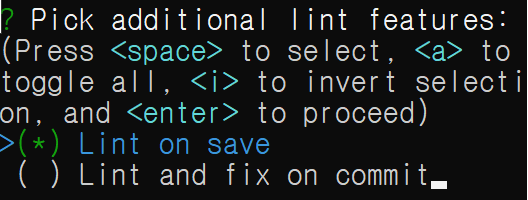 ? Pick additional lint features:
(Press <space> to select, <a> to
toggle all, <i> to invert selecti
on, and <enter> to proceed)
>(*) Lint on save
 ( ) Lint and fix on commit